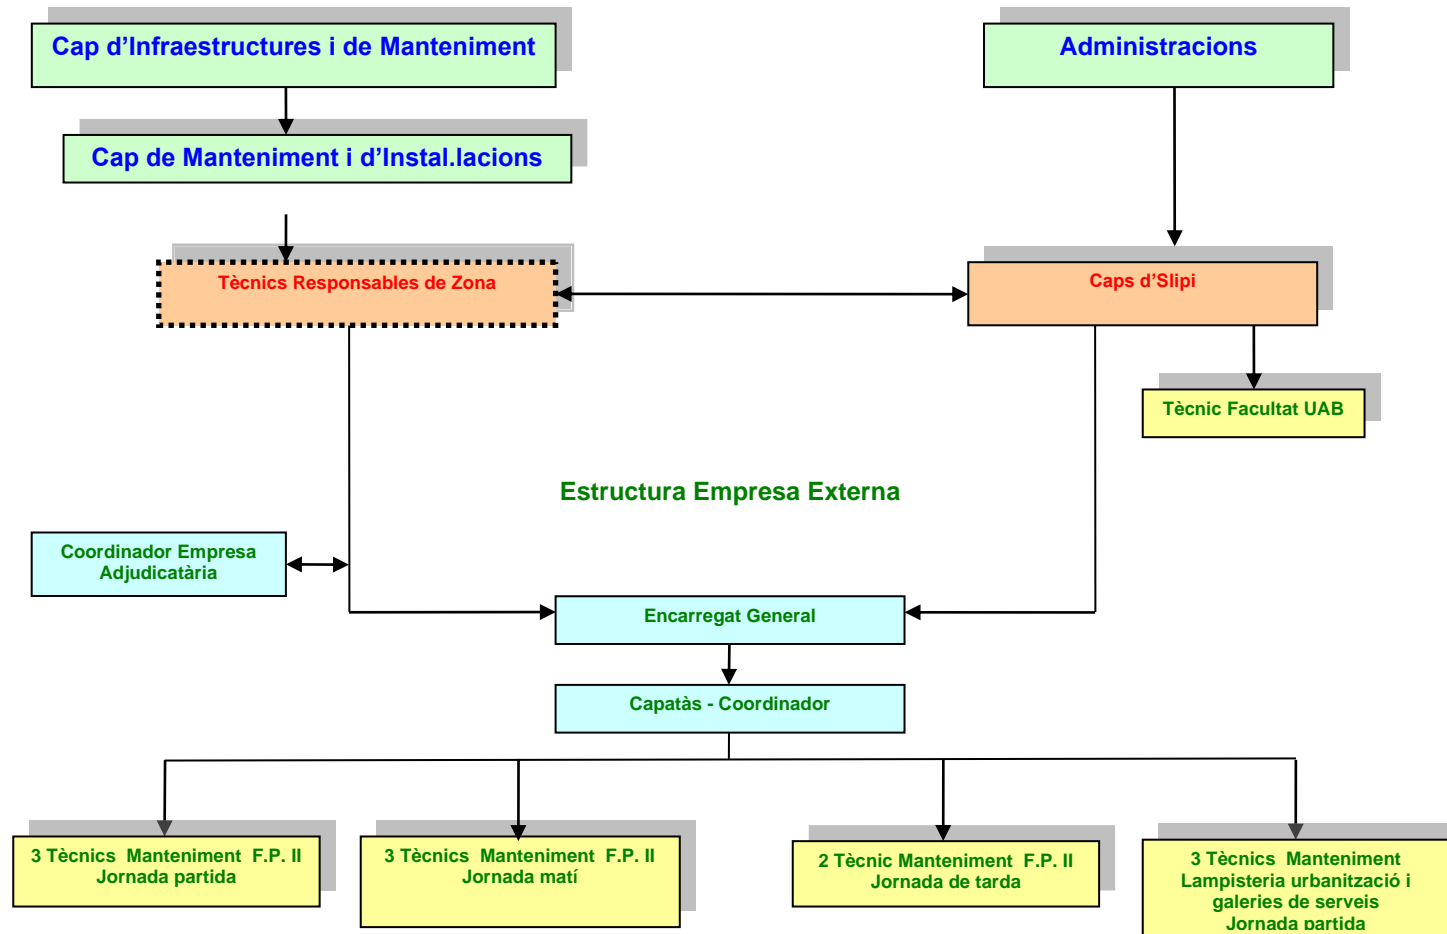 Cap d’Infraestructures i de Manteniment
Administracions
Cap de Manteniment i d’Instal.lacions
Tècnics Responsables de Zona
Caps d’Slipi
Tècnic Facultat UAB
Estructura Empresa Externa
Coordinador Empresa
Adjudicatària
Encarregat General
Capatàs - Coordinador
3 Tècnics  Manteniment  F.P. II
Jornada partida
3 Tècnics  Manteniment  F.P. II
Jornada matí
2 Tècnic Manteniment  F.P. II
Jornada de tarda
3 Tècnics  Manteniment
Lampisteria urbanització i
galeries de serveis
Jornada partida